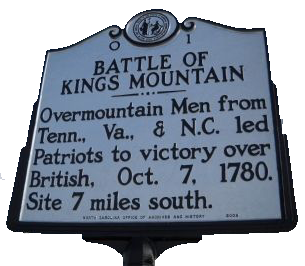 O 1
BATTLE OF
KINGS MOUNTAIN
Overmountain Men from
Tenn., Va., & N.C. led
Patriots to victory over
British, Oct. 7, 1780.
Site 7 miles south.
NORTH CAROLINA OFFICE OF ARCHIVES AND HISTORY